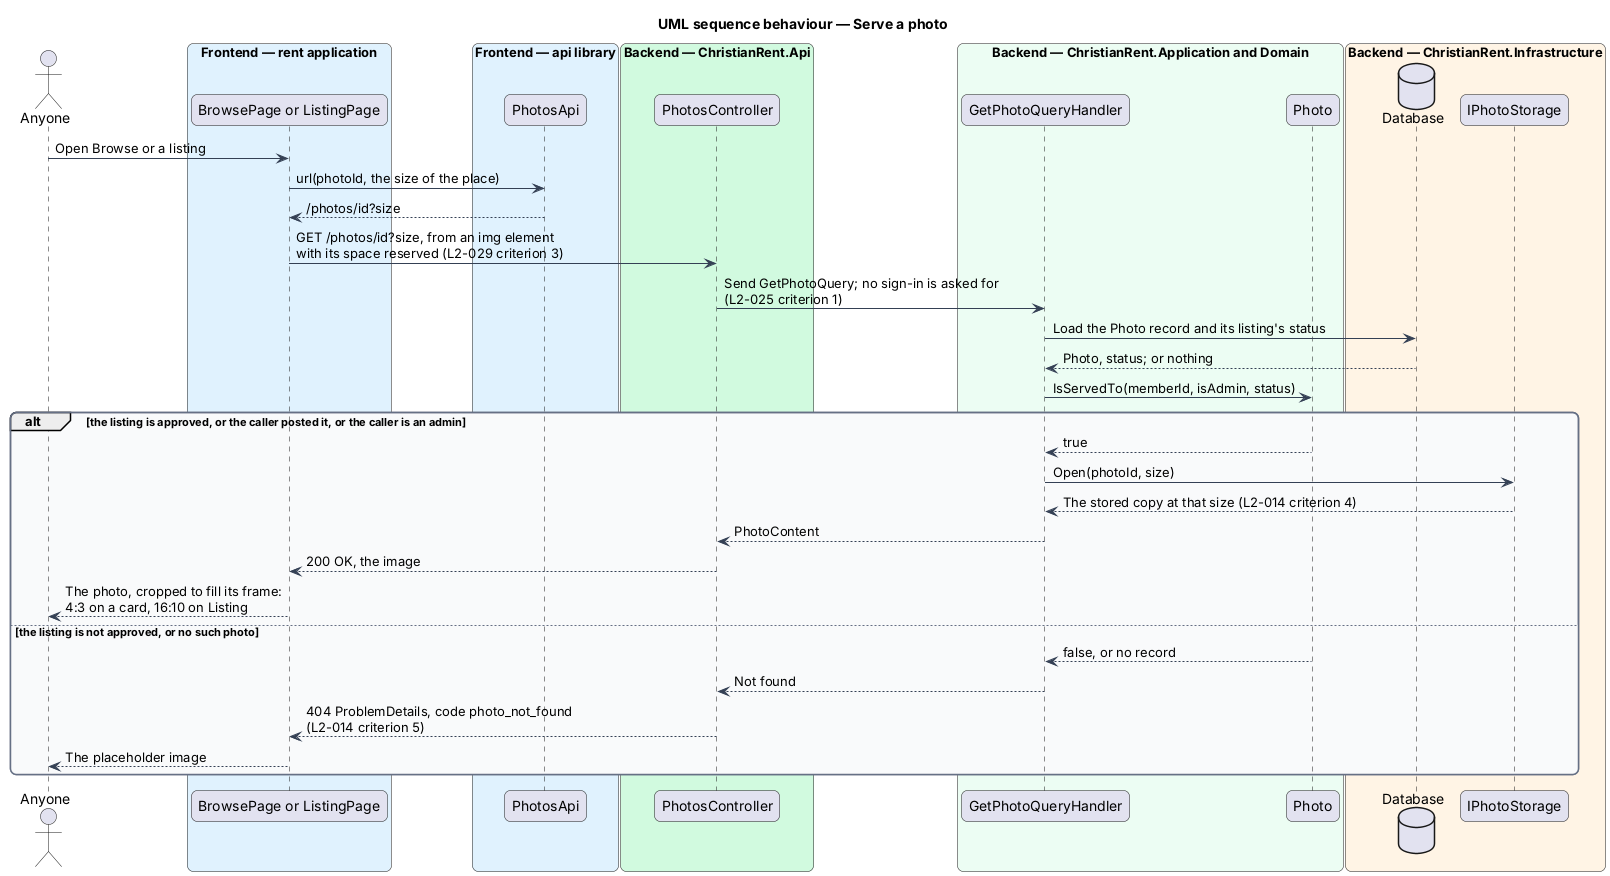 UML sequence behaviour — Serve a photo
Frontend — rent application
Frontend — api library
Backend — ChristianRent.Api
Backend — ChristianRent.Application and Domain
Backend — ChristianRent.Infrastructure
Anyone
BrowsePage or ListingPage
PhotosApi
PhotosController
GetPhotoQueryHandler
Photo
Database
IPhotoStorage
Open Browse or a listing
url(photoId, the size of the place)
/photos/id?size
GET /photos/id?size, from an img element
with its space reserved (L2-029 criterion 3)
Send GetPhotoQuery; no sign-in is asked for
(L2-025 criterion 1)
Load the Photo record and its listing's status
Photo, status; or nothing
IsServedTo(memberId, isAdmin, status)
alt
[the listing is approved, or the caller posted it, or the caller is an admin]
true
Open(photoId, size)
The stored copy at that size (L2-014 criterion 4)
PhotoContent
200 OK, the image
The photo, cropped to fill its frame:
4:3 on a card, 16:10 on Listing
[the listing is not approved, or no such photo]
false, or no record
Not found
404 ProblemDetails, code photo_not_found
(L2-014 criterion 5)
The placeholder image
Anyone
BrowsePage or ListingPage
PhotosApi
PhotosController
GetPhotoQueryHandler
Photo
Database
IPhotoStorage